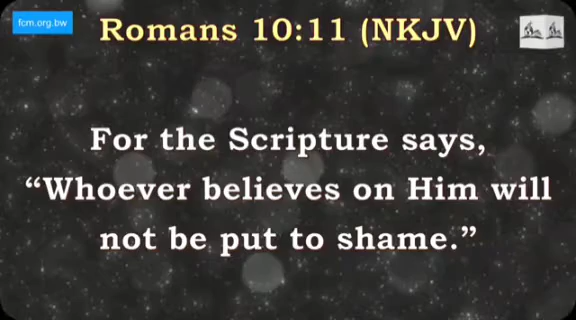 fcm.org.bw
Romans 10:11 (NKJV)
For the Scripture says,
“Whoever believes on Him will
not be put to shame.”